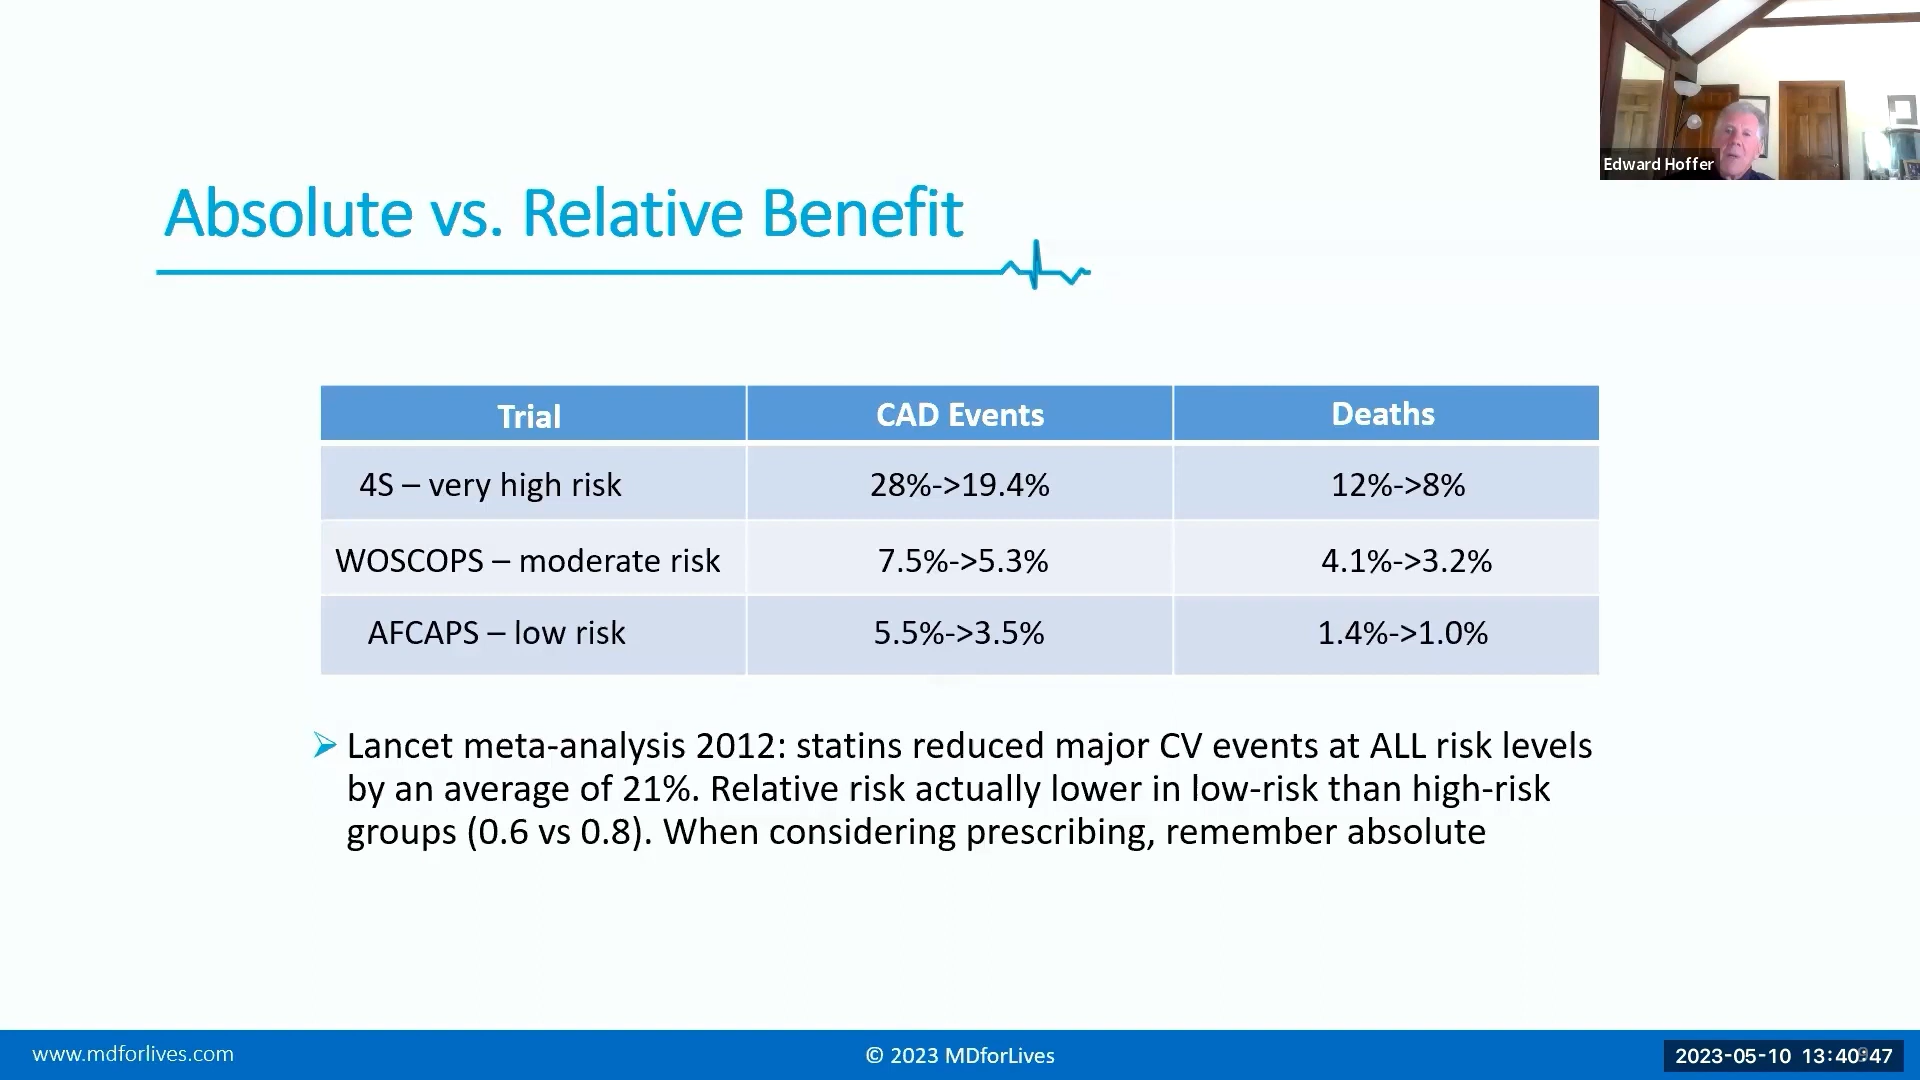 Edward Hoffer
Absolute vs. Relative Benefit
Trial CAD Events Deaths
4S – very high risk 28%->19.4% 12%->8%
WOSCOPS – moderate risk 7.5%->5.3% 4.1%->3.2%
AFCAPS – low risk 5.5%->3.5% 1.4%->1.0%
Lancet meta-analysis 2012: statins reduced major CV events at ALL risk levels
by an average of 21%. Relative risk actually lower in low-risk than high-risk
groups (0.6 vs 0.8). When considering prescribing, remember absolute
www.mdforlives.com
© 2023 MDforLives
2023-05-10 13:40:47